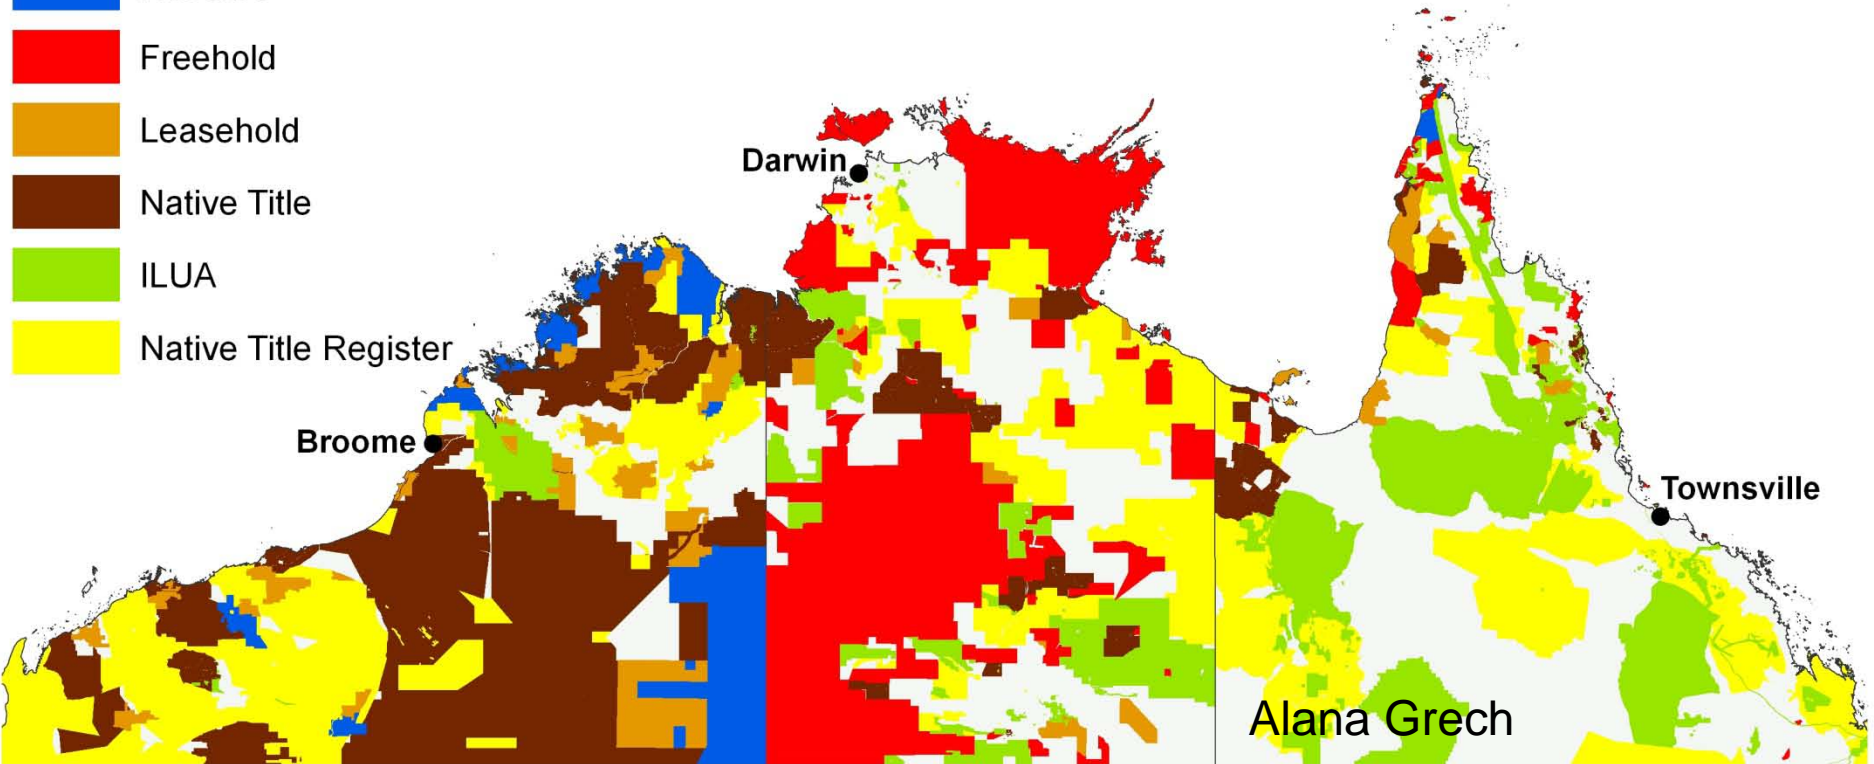 Freehold
Leasehold
Native Title
ILUA
Native Title Register
Darwin
Broome
Townsville
Alana Grech